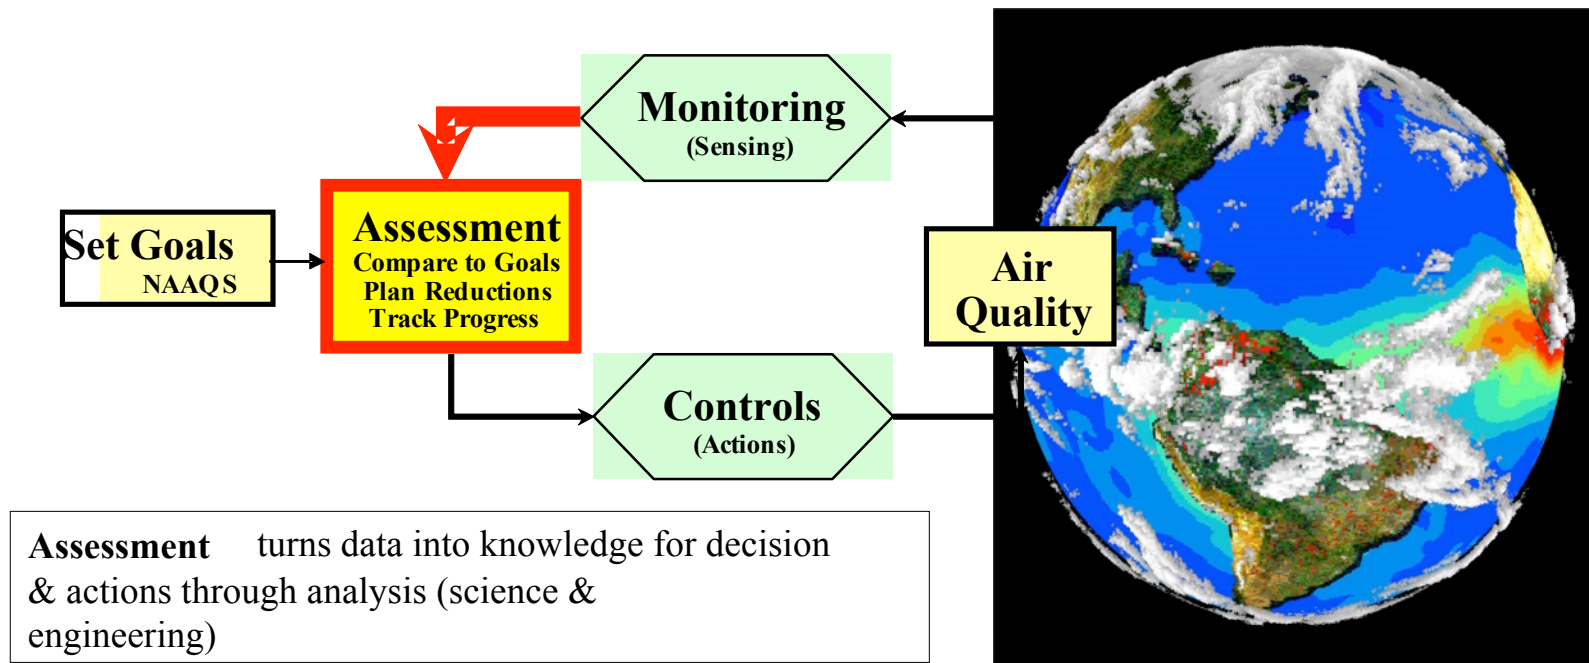 Monitoring
(Sensing)
Set Goals
NAAQS
Assessment
Compare to Goals
Plan Reductions
Track Progress
Air
Quality
Controls
(Actions)
Assessment turns data into knowledge for decision
& actions through analysis (science &
engineering)